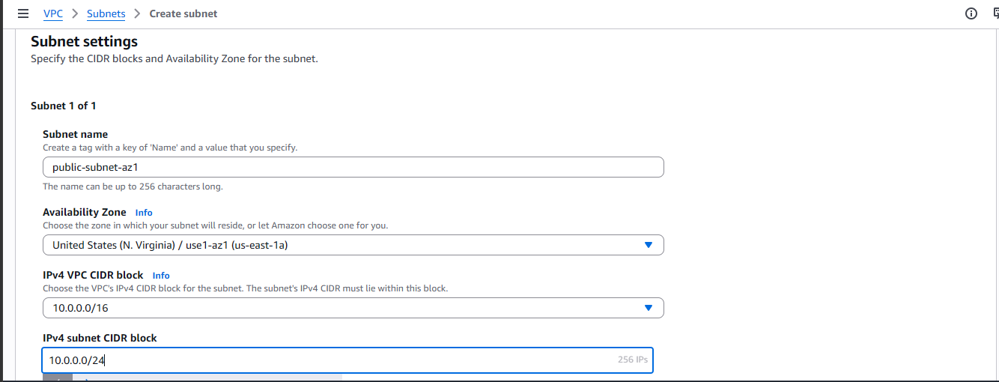 VPC > Subnets > Create subnet
Subnet settings
Specify the CIDR blocks and Availability Zone for the subnet.
Subnet 1 of 1
Subnet name
Create a tag with a key of 'Name' and a value that you specify.
public-subnet-az1
The name can be up to 256 characters long.
Availability Zone Info
Choose the zone in which your subnet will reside, or let Amazon choose one for you.
United States (N. Virginia) / use1-az1 (us-east-1a)
IPv4 VPC CIDR block Info
Choose the VPC's IPv4 CIDR block for the subnet. The subnet's IPv4 CIDR must lie within this block.
10.0.0.0/16
IPv4 subnet CIDR block
10.0.0.0/24 256 IPs